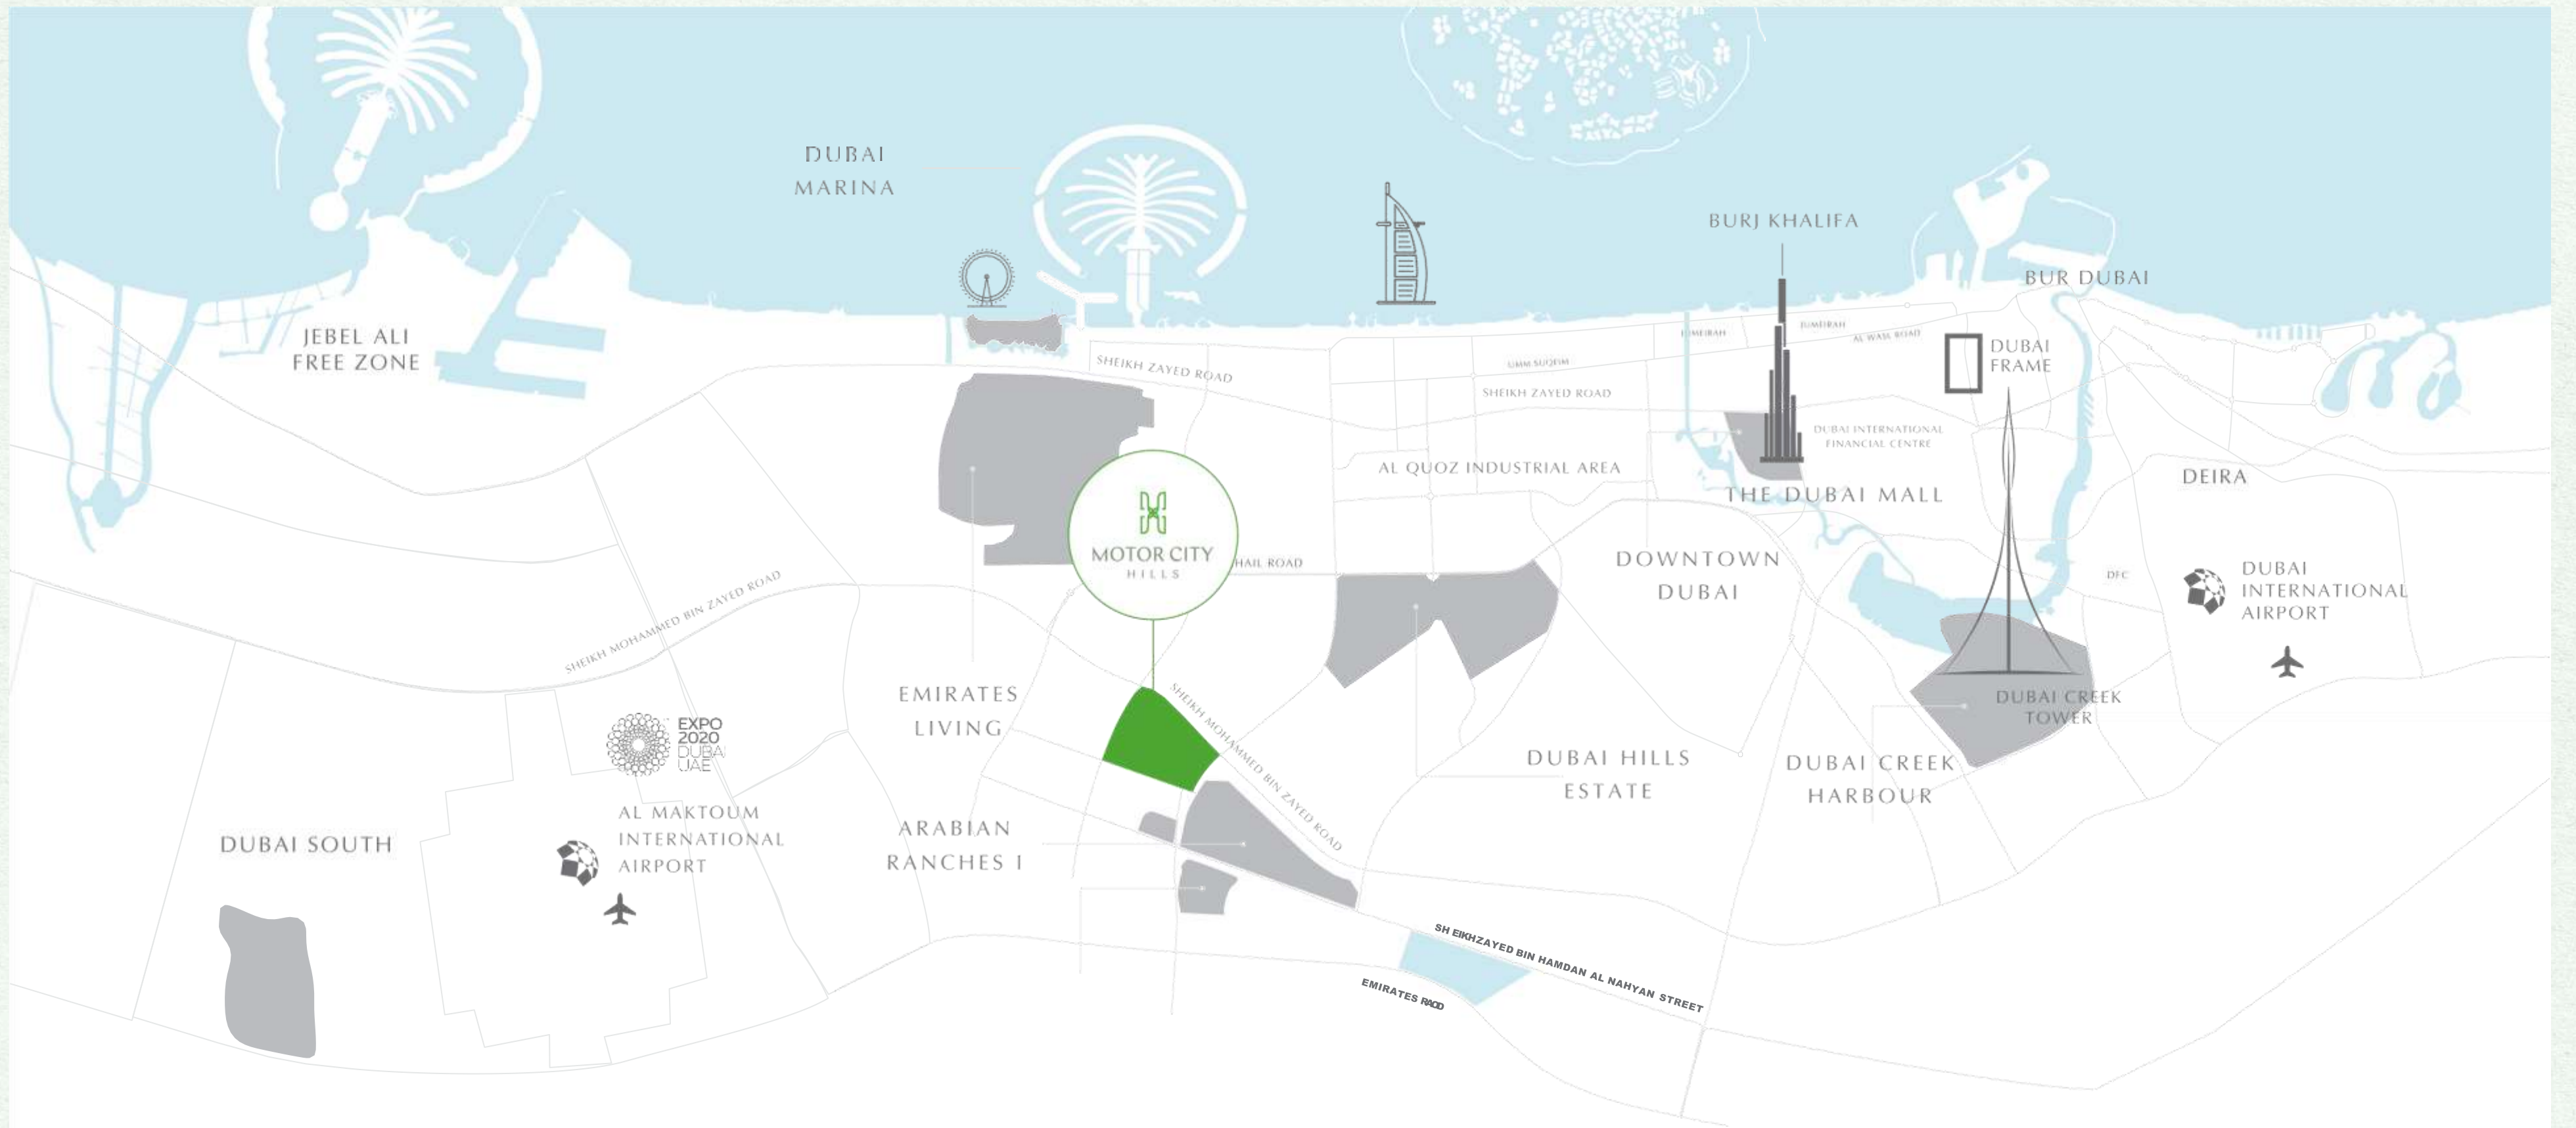 DUBAI
MARINA
BURJ KHALIFA
BUR DUBAI
JEBEL ALI
FREE ZONE
SHEIKH ZAYED ROAD
UMM SUQEIM
SHEIKH ZAYED ROAD
JUMEIRAH
JUMEIRAH
AL WASL ROAD
DUBAI
FRAME
DUBAI INTERNATIONAL
FINANCIAL CENTRE
AL QUOZ INDUSTRIAL AREA
THE DUBAI MALL
DEIRA
MOTOR CITY
HILLS
HAIL ROAD
DOWNTOWN
DUBAI
DFC
DUBAI
INTERNATIONAL
AIRPORT
SHEIKH MOHAMMED BIN ZAYED ROAD
EMIRATES
LIVING
SHEIKH MOHAMMED BIN ZAYED ROAD
DUBAI CREEK
TOWER
EXPO
2020
DUBAI
UAE
DUBAI HILLS
ESTATE
DUBAI CREEK
HARBOUR
AL MAKTOUM
INTERNATIONAL
AIRPORT
DUBAI SOUTH
ARABIAN
RANCHES I
SH EIKHZAYED BIN HAMDAN AL NAHYAN STREET
EMIRATES RAOD